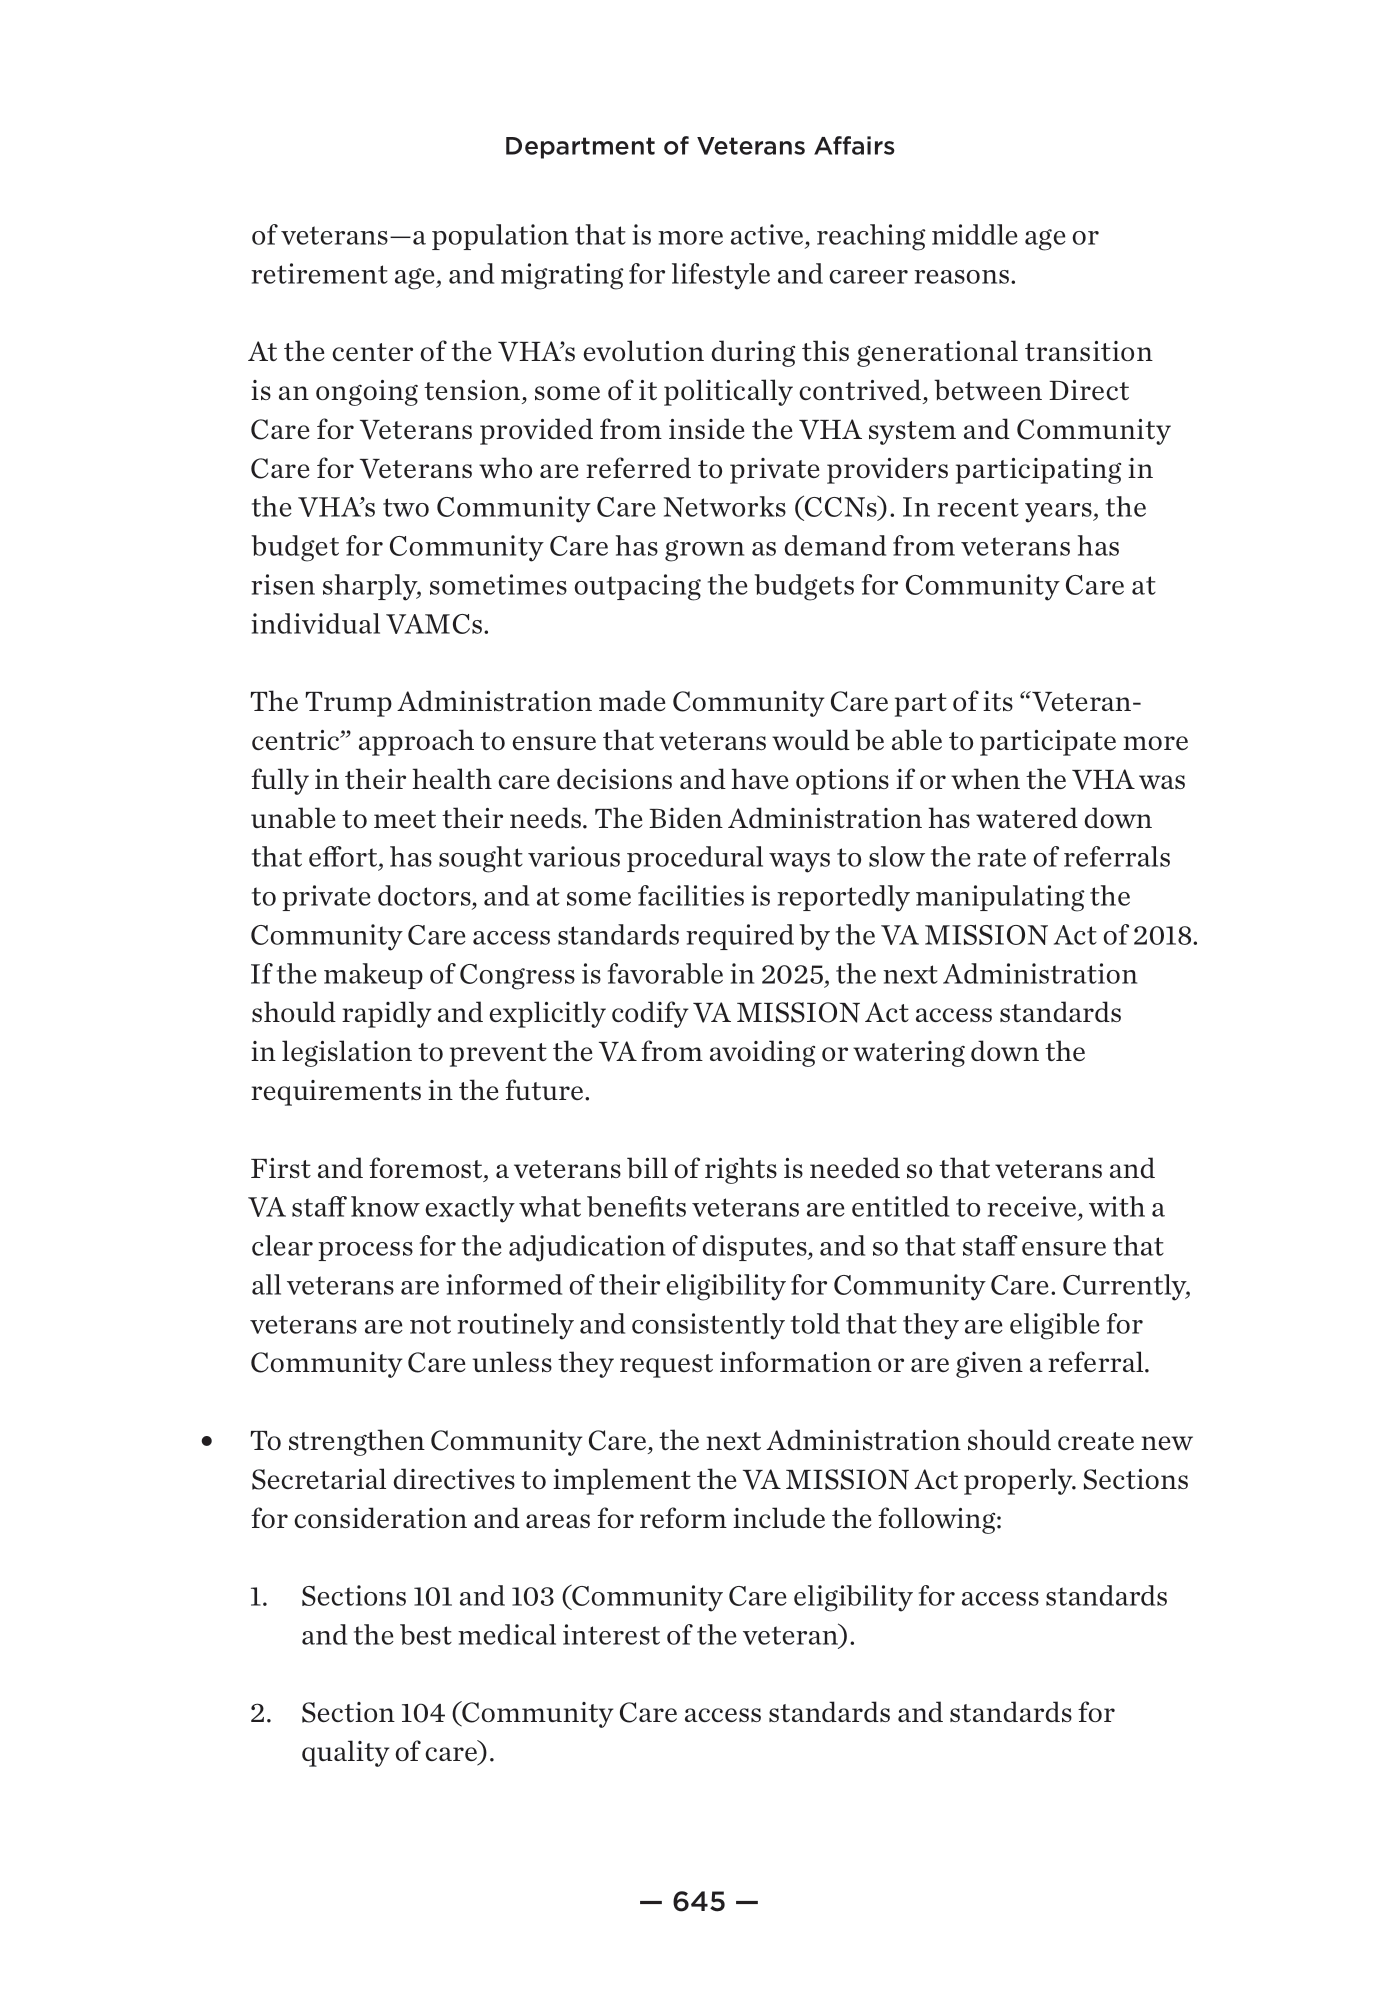 Department of Veterans Affairs
of veterans—a population that is more active, reaching middle age or
retirement age, and migrating for lifestyle and career reasons.
At the center of the VHA’s evolution during this generational transition
is an ongoing tension, some of it politically contrived, between Direct
Care for Veterans provided from inside the VHA system and Community
Care for Veterans who are referred to private providers participating in
the VHA’s two Community Care Networks (CCNs). In recent years, the
budget for Community Care has grown as demand from veterans has
risen sharply, sometimes outpacing the budgets for Community Care at
individual VAMCs.
The Trump Administration made Community Care part of its “Veteran-
centric” approach to ensure that veterans would be able to participate more
fully in their health care decisions and have options if or when the VHA was
unable to meet their needs. The Biden Administration has watered down
that effort, has sought various procedural ways to slow the rate of referrals
to private doctors, and at some facilities is reportedly manipulating the
Community Care access standards required by the VA MISSION Act of 2018.
If the makeup of Congress is favorable in 2025, the next Administration
should rapidly and explicitly codify VA MISSION Act access standards
in legislation to prevent the VA from avoiding or watering down the
requirements in the future.
First and foremost, a veterans bill of rights is needed so that veterans and
VA staff know exactly what benefits veterans are entitled to receive, with a
clear process for the adjudication of disputes, and so that staff ensure that
all veterans are informed of their eligibility for Community Care. Currently,
veterans are not routinely and consistently told that they are eligible for
Community Care unless they request information or are given a referral.
• To strengthen Community Care, the next Administration should create new
Secretarial directives to implement the VA MISSION Act properly. Sections
for consideration and areas for reform include the following:
1. Sections 101 and 103 (Community Care eligibility for access standards
and the best medical interest of the veteran).
2. Section 104 (Community Care access standards and standards for
quality of care).
— 645 —